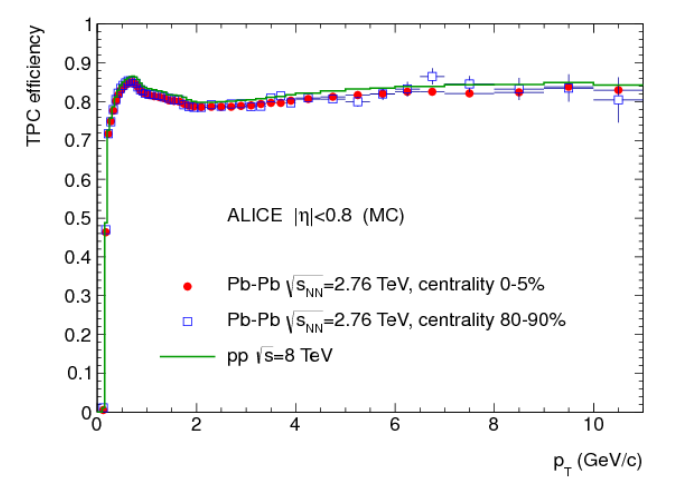 TPC efficiency
1
0.9
0.8
0.7
0.6
0.5
0.4
0.3
0.2
0.1
0
ALICE |η|<0.8 (MC)
Pb-Pb √sNN=2.76 TeV, centrality 0-5%
Pb-Pb √sNN=2.76 TeV, centrality 80-90%
pp √s=8 TeV
0 2 4 6 8 10
pT (GeV/c)